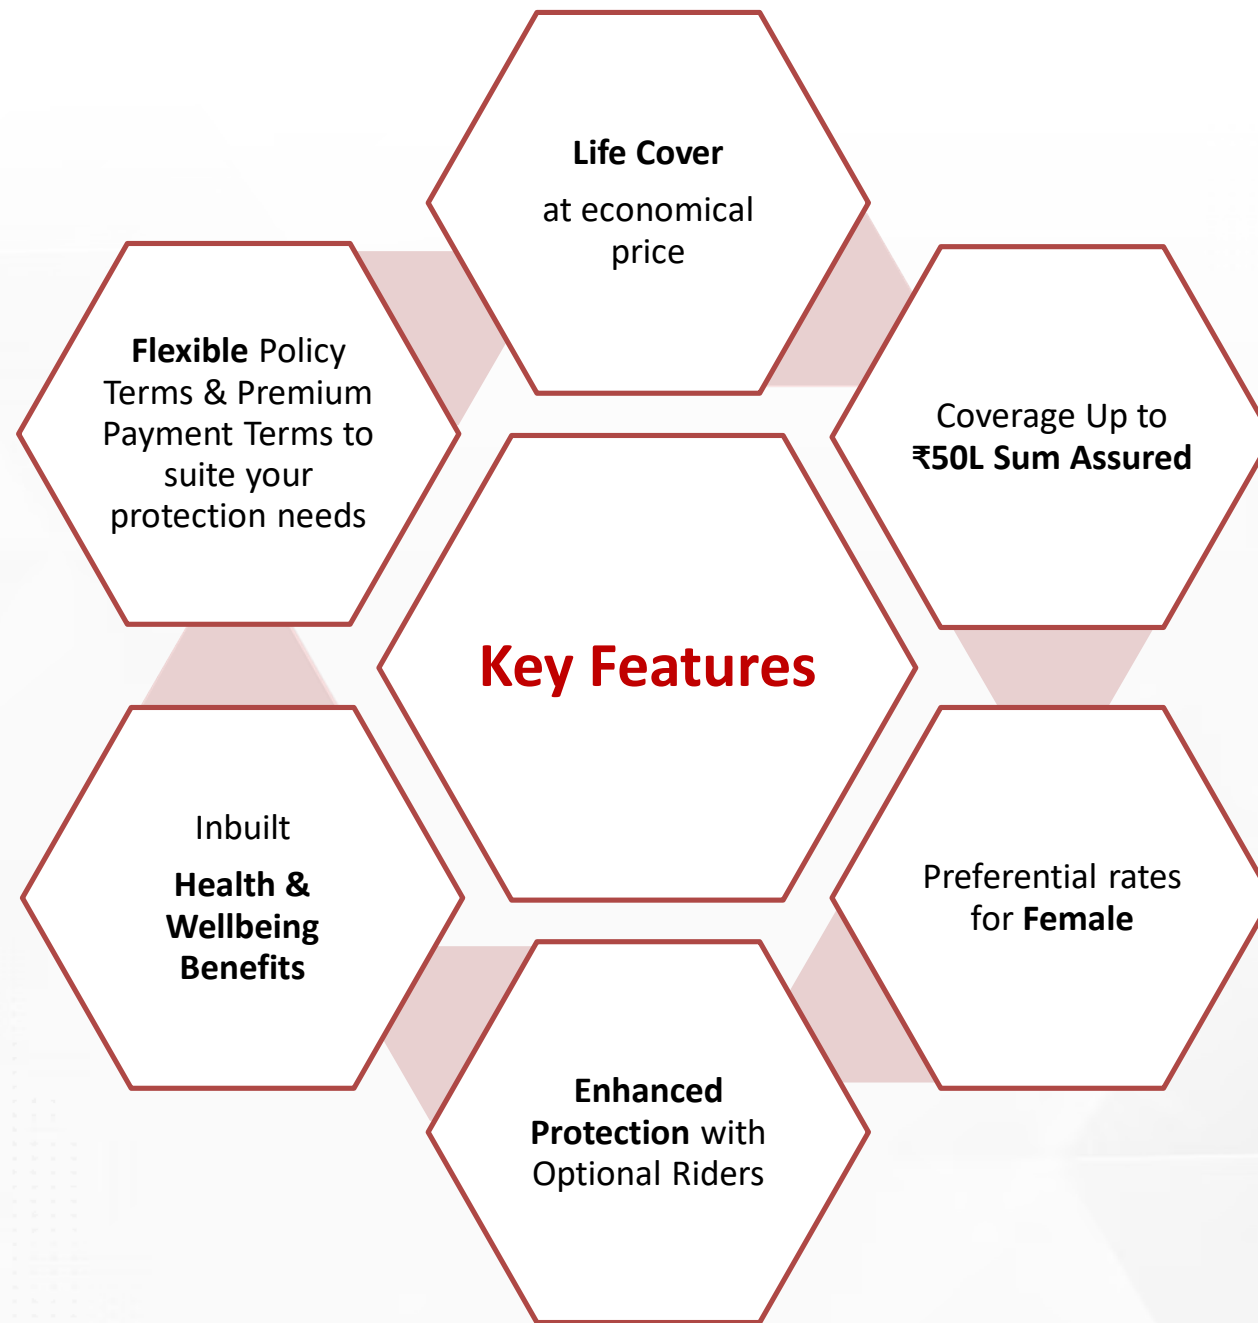 Life Cover
at economical
price
Flexible Policy
Terms & Premium
Payment Terms to
suite your
protection needs
Coverage Up to
₹50L Sum Assured
Key Features
Inbuilt
Health &
Wellbeing
Benefits
Preferential rates
for Female
Enhanced
Protection with
Optional Riders